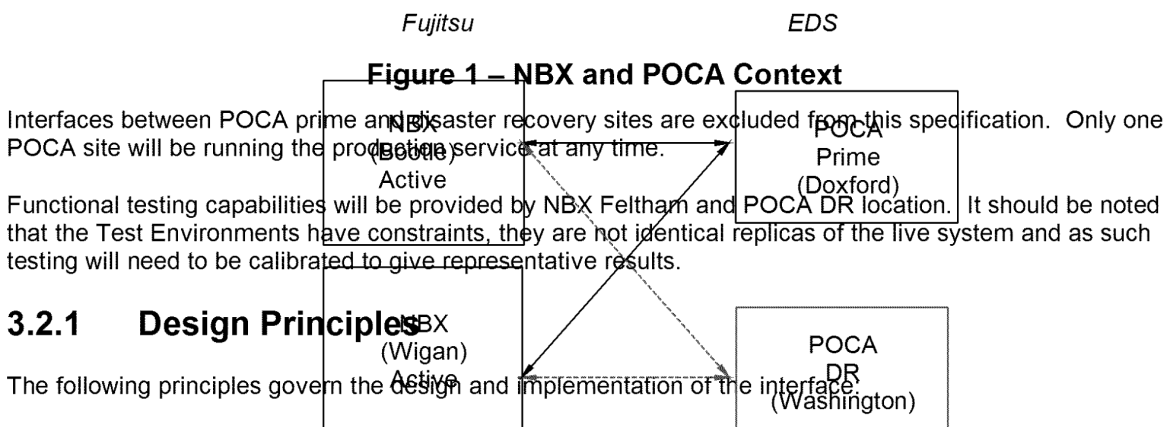 Fujitsu EDS
Figure 1 – NBX and POCA Context
Interfaces between POCA prime and disaster recovery sites are excluded from this specification. Only one
POCA site will be running the production service at any time.
Functional testing capabilities will be provided by NBX Feltham and POCA DR location. It should be noted
that the Test Environments have constraints, they are not identical replicas of the live system and as such
testing will need to be calibrated to give representative results.
3.2.1 Design Principles
The following principles govern the design and implementation of the interface:
NBX
(Bootle)
Active
POCA
Prime
(Doxford)
NBX
(Wigan)
Active
POCA
DR
(Washington)